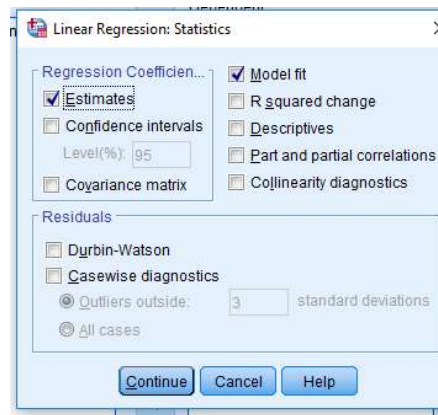 Linear Regression: Statistics
Regression Coefficien...
Estimates
Confidence intervals
Level(%): 95
Covariance matrix
Model fit
R squared change
Descriptives
Part and partial correlations
Collinearity diagnostics
Residuals
Durbin-Watson
Casewise diagnostics
Outliers outside: 3 standard deviations
All cases
Continue Cancel Help